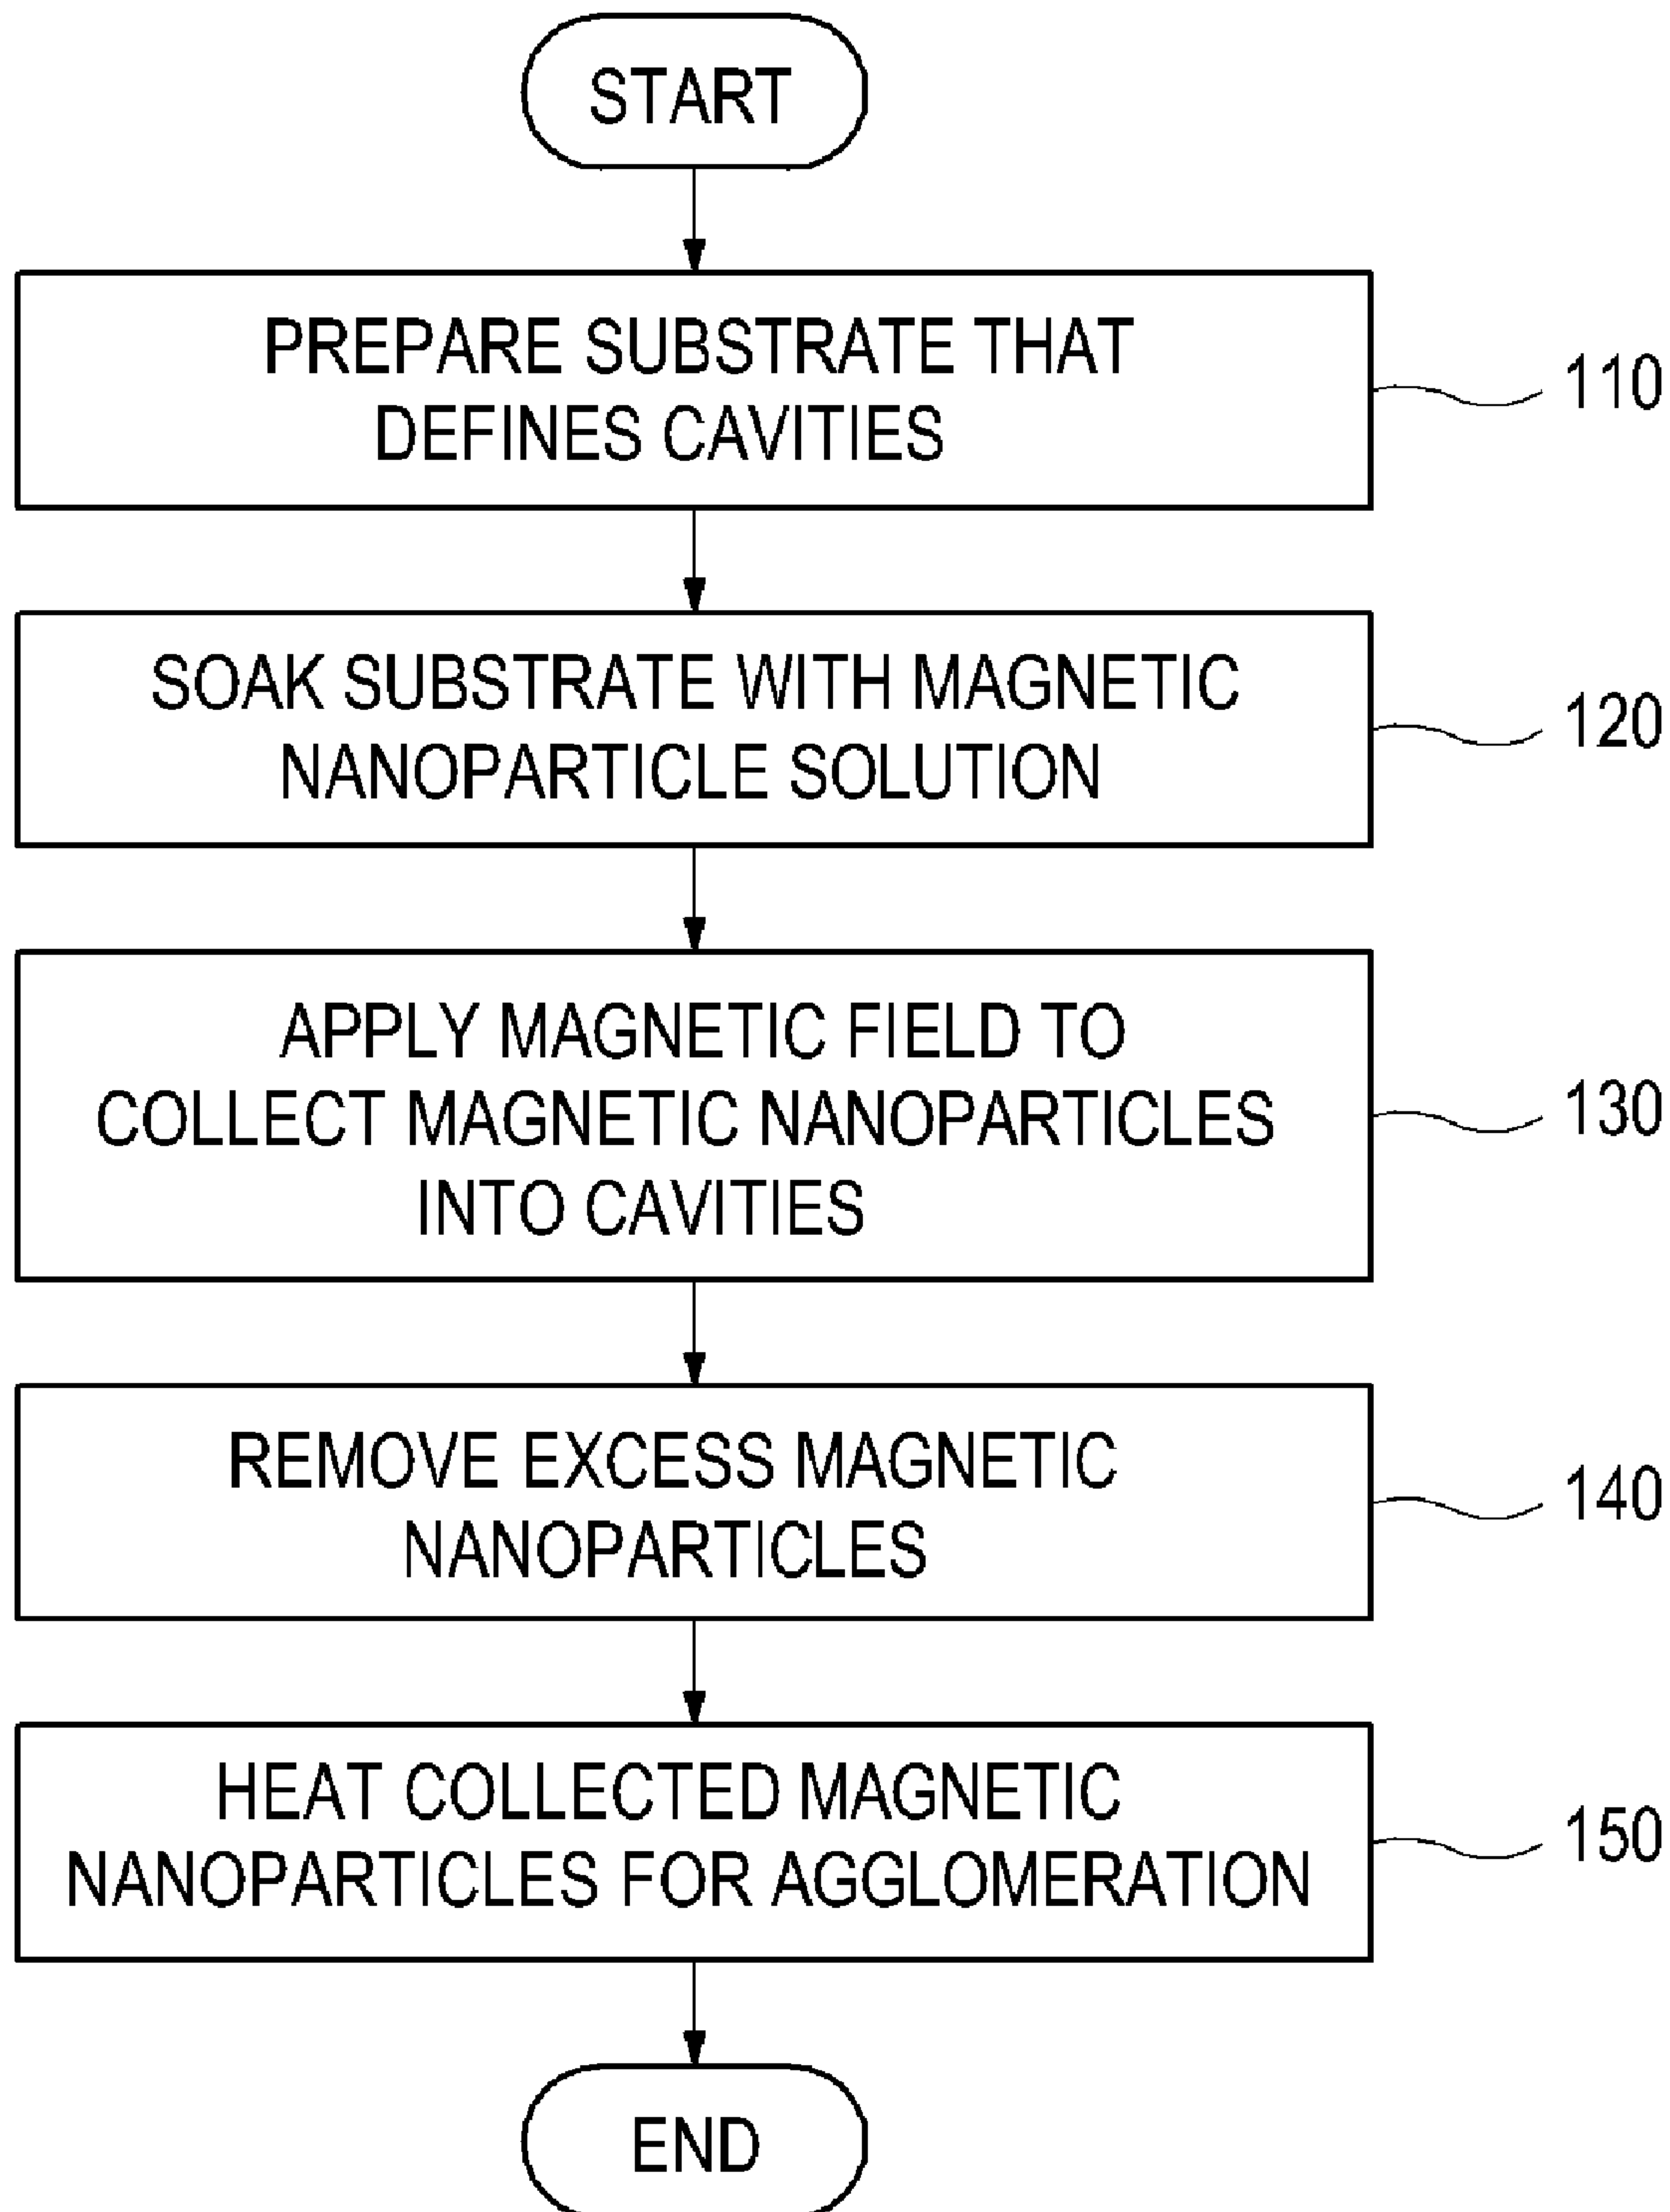 START
PREPARE SUBSTRATE THAT
DEFINES CAVITIES
110
SOAK SUBSTRATE WITH MAGNETIC
NANOPARTICLE SOLUTION
120
APPLY MAGNETIC FIELD TO
COLLECT MAGNETIC NANOPARTICLES
INTO CAVITIES
130
REMOVE EXCESS MAGNETIC
NANOPARTICLES
140
HEAT COLLECTED MAGNETIC
NANOPARTICLES FOR AGGLOMERATION
150
END